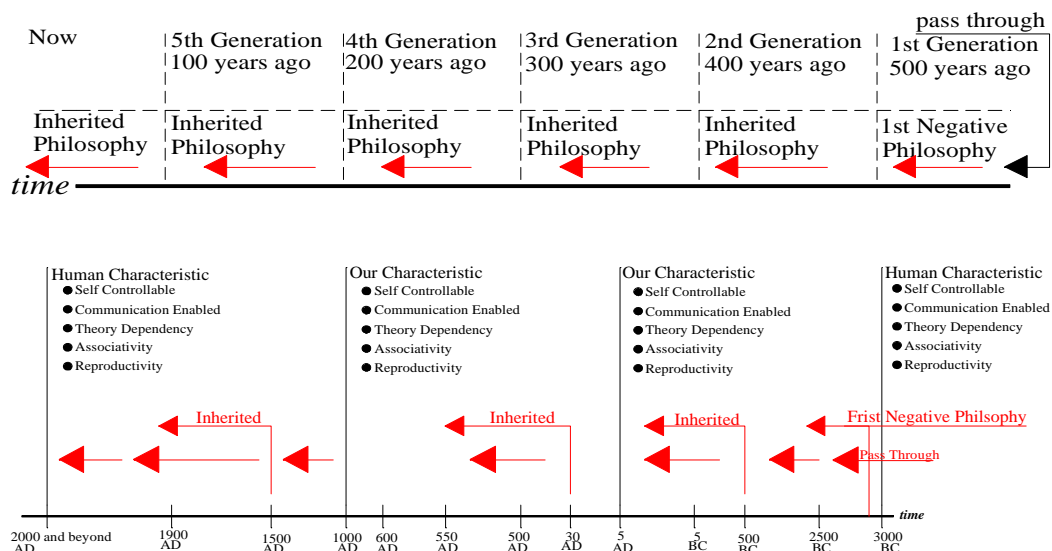 pass through
Now
5th Generation
100 years ago
4th Generation
200 years ago
3rd Generation
300 years ago
2nd Generation
400 years ago
1st Generation
500 years ago
Inherited
Philosophy
Inherited
Philosophy
Inherited
Philosophy
Inherited
Philosophy
Inherited
Philosophy
1st Negative
Philosophy
time
Human Characteristic
Self Controllable
Communication Enabled
Theory Dependency
Associativity
Reproductivity
Our Characteristic
Self Controllable
Communication Enabled
Theory Dependency
Associativity
Reproductivity
Our Characteristic
Self Controllable
Communication Enabled
Theory Dependency
Associativity
Reproductivity
Human Characteristic
Self Controllable
Communication Enabled
Theory Dependency
Associativity
Reproductivity
Inherited
Inherited
Inherited
Frist Negative Philsophy
Pass Through
time
2000 and beyond
AD
1900
AD
1500
AD
1000
AD
600
AD
550
AD
500
AD
30
AD
5
AD
5
BC
500
BC
2500
BC
3000
BC